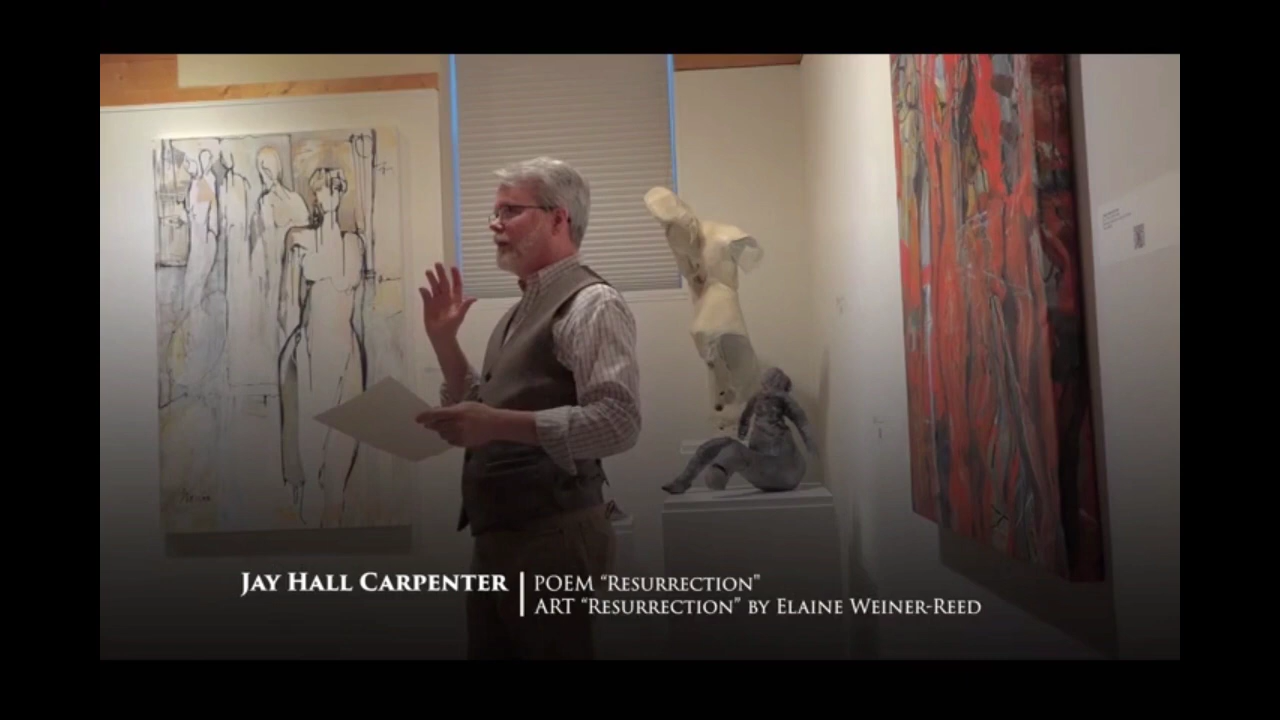 Jay Hall Carpenter
POEM “Resurrection"
ART “Resurrection” by Elaine Weiner-Reed